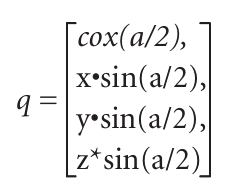 cox(a/2),
x•sin(a/2),
q =
y•sin(a/2),
z*sin(a/2)